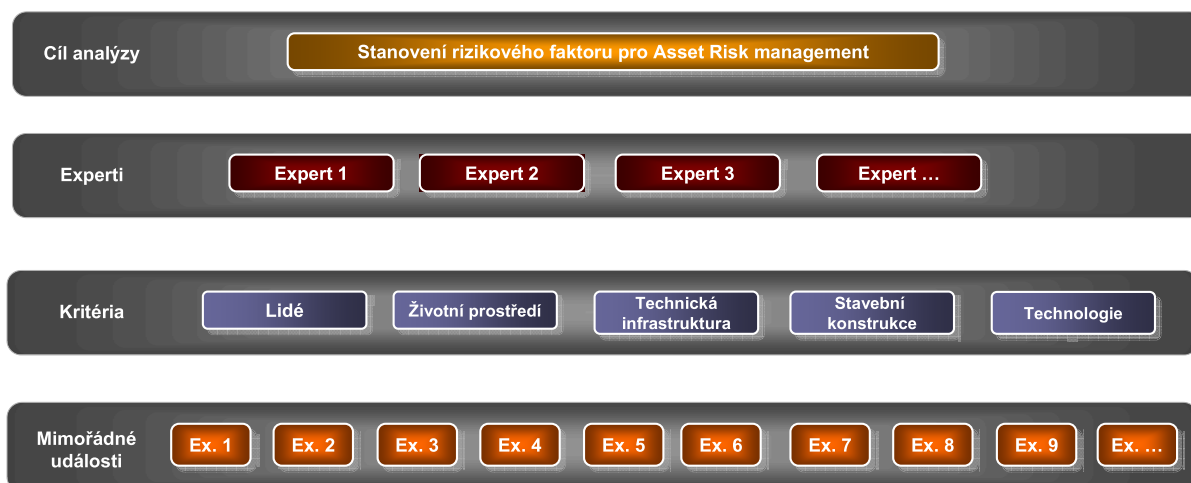 Cíl analýzy
Stanovení rizikového faktoru pro Asset Risk management
Experti
Expert 1
Expert 2
Expert 3
Expert …
Kritéria
Lidé
Životní prostředí
Technická
infrastruktura
Stavební
konstrukce
Technologie
Mimořádné
události
Ex. 1
Ex. 2
Ex. 3
Ex. 4
Ex. 5
Ex. 6
Ex. 7
Ex. 8
Ex. 9
Ex. …